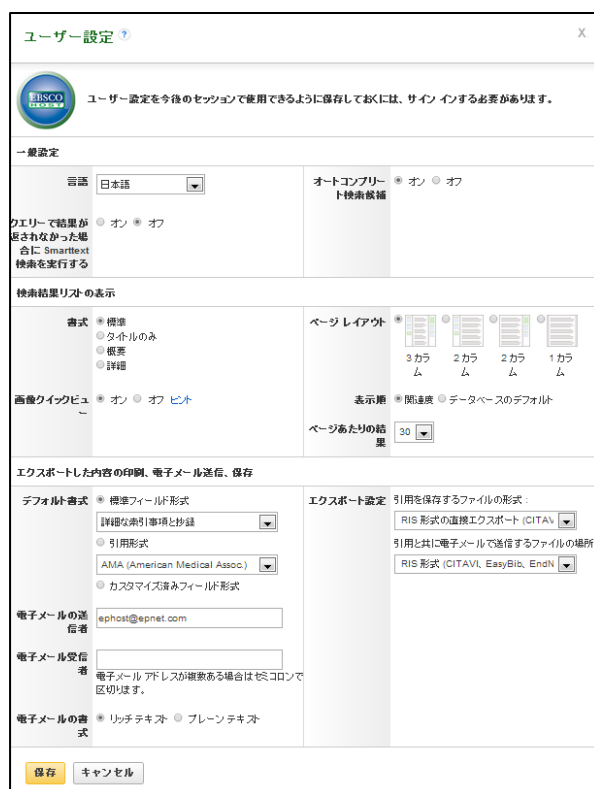 ユーザー設定 ?
X
EBSCO
HOST
ユーザー設定を今後のセッションで使用できるように保存しておくには、サイン インする必要があります。
一般設定
言語
日本語
オートコンプリー
ト検索候補
オン オフ
クエリーで結果が
返されなかった場
合に Smarttext
検索を実行する
オン オフ
検索結果リストの表示
書式
標準
タイトルのみ
概要
詳細
ページ レイアウト
3 カラ
ム
2 カラ
ム
2 カラ
ム
1 カラ
ム
画像クイックビュ
ー
オン オフ ヒント
表示順
関連度 データベースのデフォルト
ページあたりの結
果
30
エクスポートした内容の印刷、電子メール送信、保存
デフォルト書式
標準フィールド形式
詳細な索引事項と抄録
引用形式
AMA (American Medical Assoc.)
カスタマイズ済みフィールド形式
エクスポート設定
引用を保存するファイルの形式:
RIS 形式の直接エクスポート (CITAV
引用と共に電子メールで送信するファイルの場所
RIS 形式 (CITAVI, EasyBib, EndN
電子メールの送
信者
ephost@epnet.com
電子メール受信
者
電子メール アドレスが複数ある場合はセミコロンで
区切ります。
電子メールの書
式
リッチ テキスト プレーン テキスト
保存
キャンセル